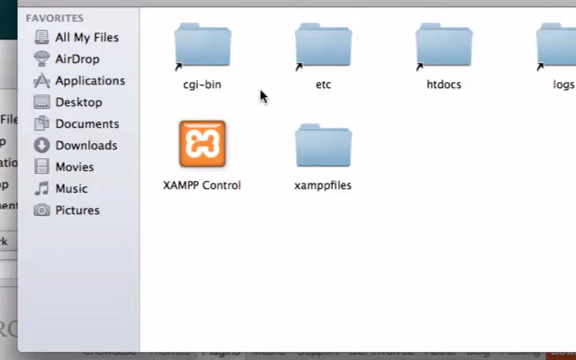 FAVORITES
All My Files
AirDrop
Applications
Desktop
Documents
Downloads
Movies
Music
Pictures
cgi-bin
etc
htdocs
logs
XAMPP Control
xamppfiles